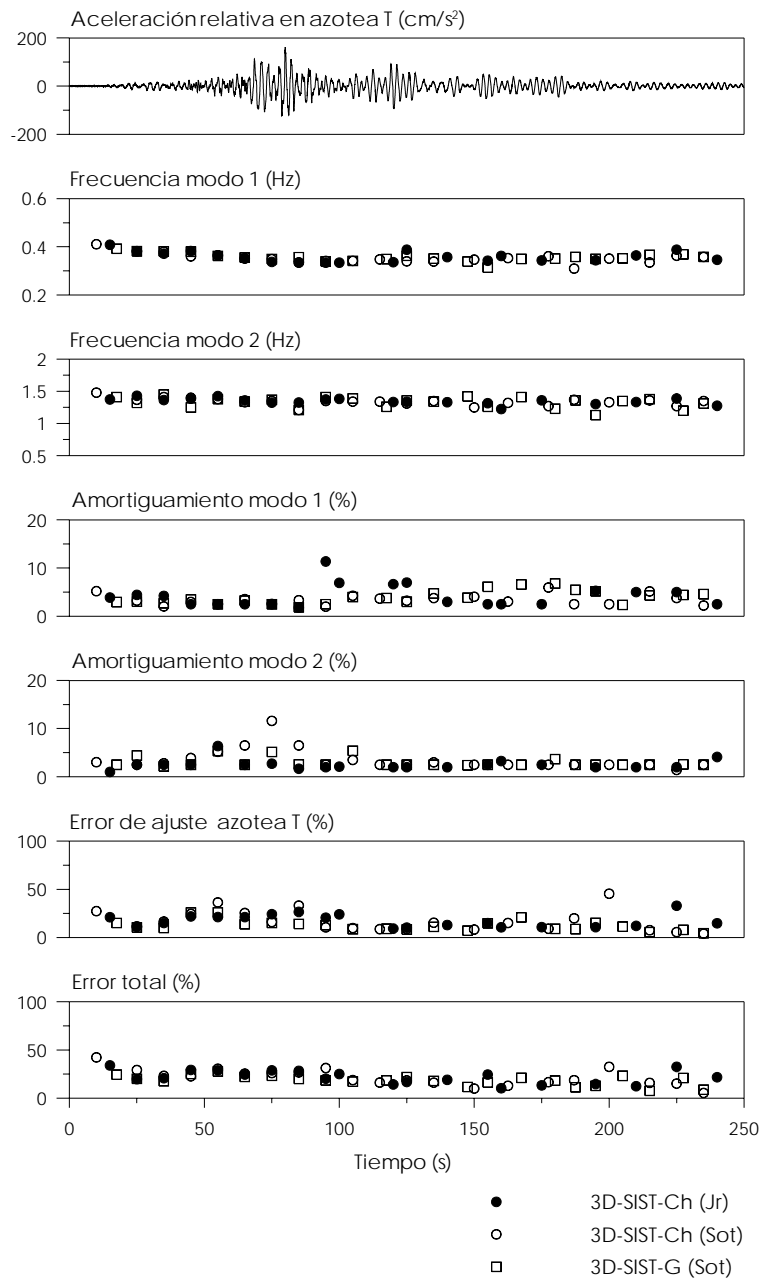 Aceleración relativa en azotea T (cm/s²)
200
0
-200
Frecuencia modo 1 (Hz)
0.6
0.4
0.2
Frecuencia modo 2 (Hz)
2
1.5
1
0.5
Amortiguamiento modo 1 (%)
20
10
0
Amortiguamiento modo 2 (%)
20
10
0
Error de ajuste azotea T (%)
100
50
0
Error total (%)
100
50
0
0 50 100 150 200 250
Tiempo (s)
3D-SIST-Ch (Jr)
3D-SIST-Ch (Sot)
3D-SIST-G (Sot)